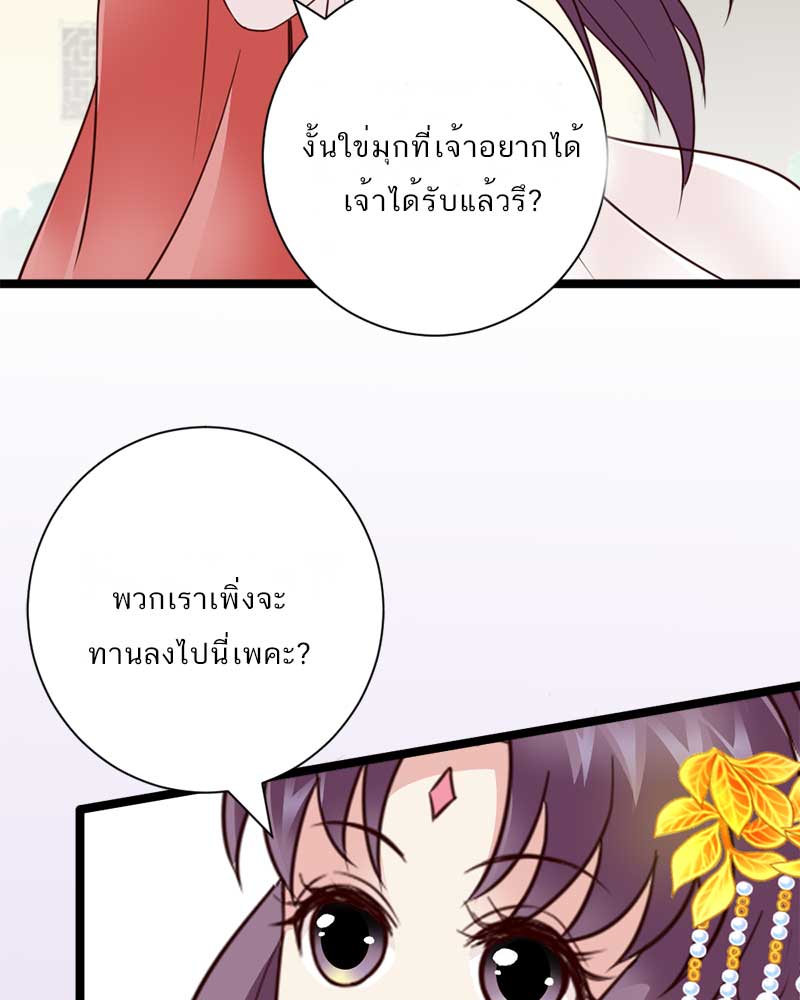 งั้นไข่มุกที่เจ้าอยากได้
เจ้าได้รับแล้วรึ?
พวกเราเพิ่งจะ
ทานลงไปนี่เพคะ?